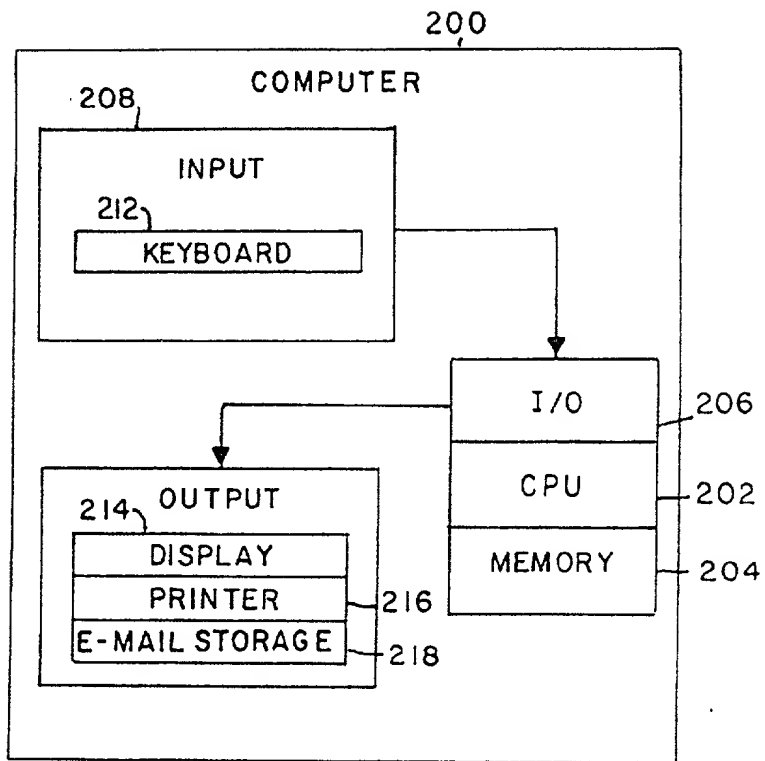 200
COMPUTER
208
INPUT
212
KEYBOARD
I/O
206
CPU
202
MEMORY
204
OUTPUT
214
DISPLAY
PRINTER
216
E-MAIL STORAGE
218